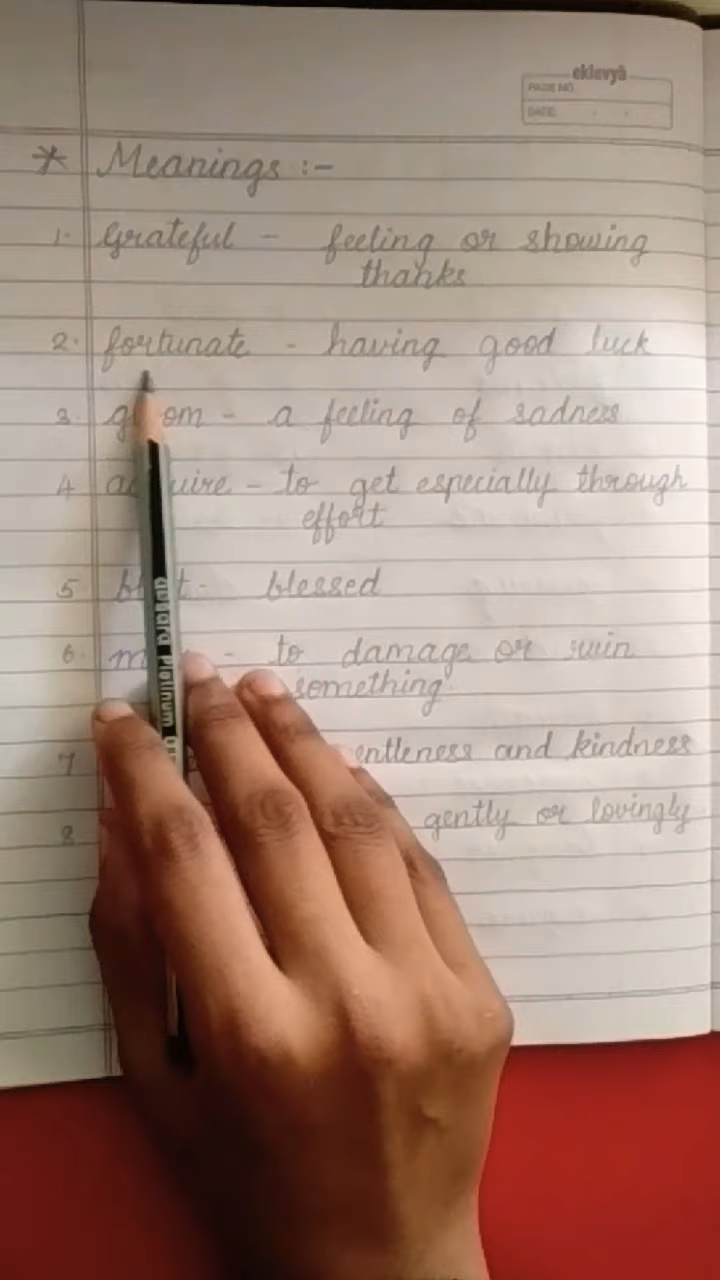 eklavya
PAGE NO.
DATE:
* Meanings :-
1. Grateful - feeling or showing
thanks
2. fortunate - having good luck
3. - a feeling of sadness
4. - to get especially through
effort
5. - blessed
6. - to damage or ruin
something
7. and kindness
8. gently or lovingly
apsara Platinum